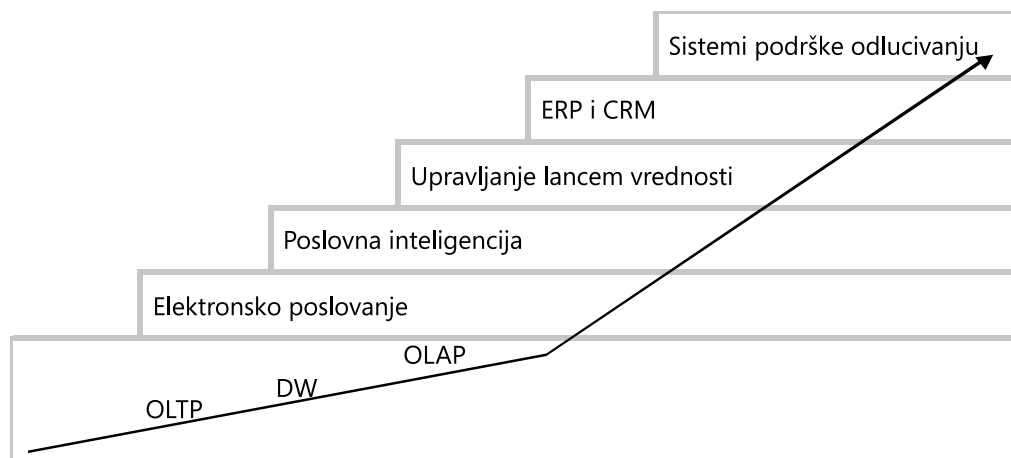 Sistemi podrške odlucivanju
ERP i CRM
Upravljanje lancem vrednosti
Poslovna inteligencija
Elektronsko poslovanje
OLAP
DW
OLTP